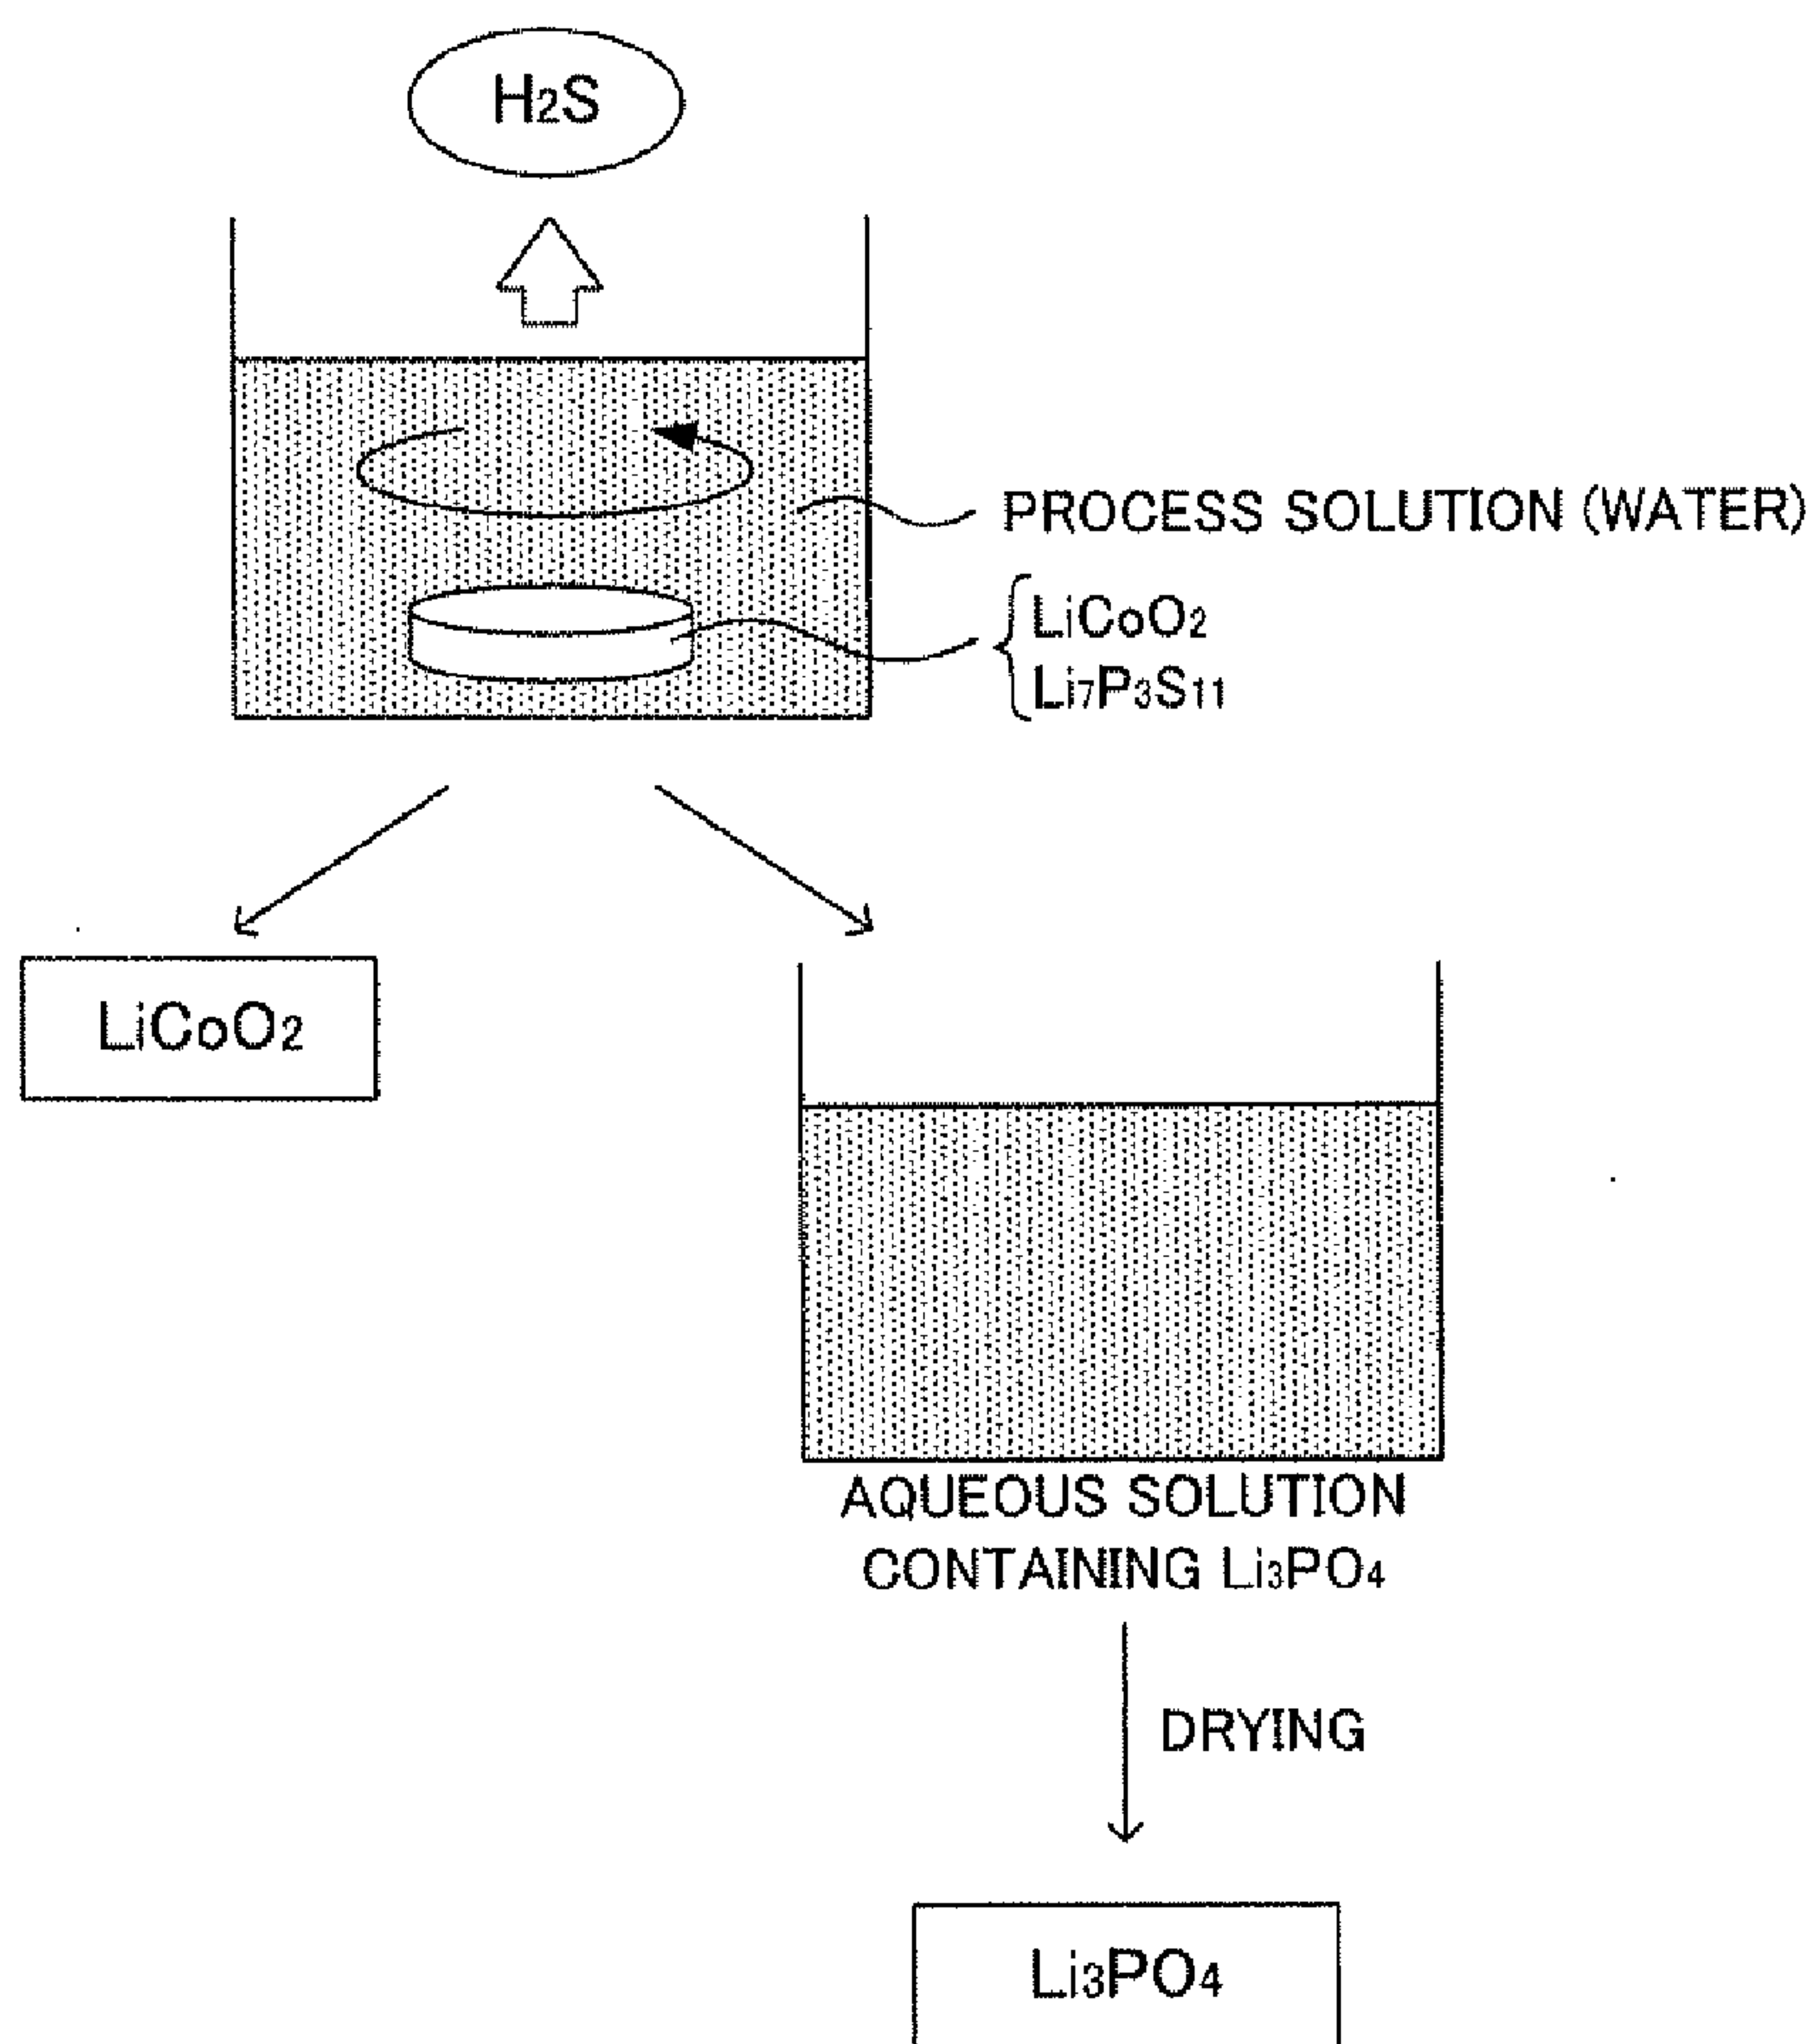 H2S
PROCESS SOLUTION (WATER)
LiCoO2
Li7P3S11
LiCoO2
AQUEOUS SOLUTION
CONTAINING Li3PO4
DRYING
Li3PO4